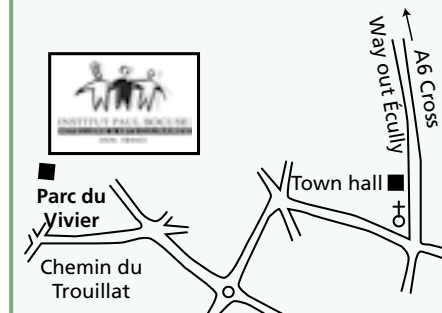 INSTITUT PAUL BOCUSE
Way out Écully
A6 Cross
Town hall
Parc du
Vivier
Chemin du
Trouillat